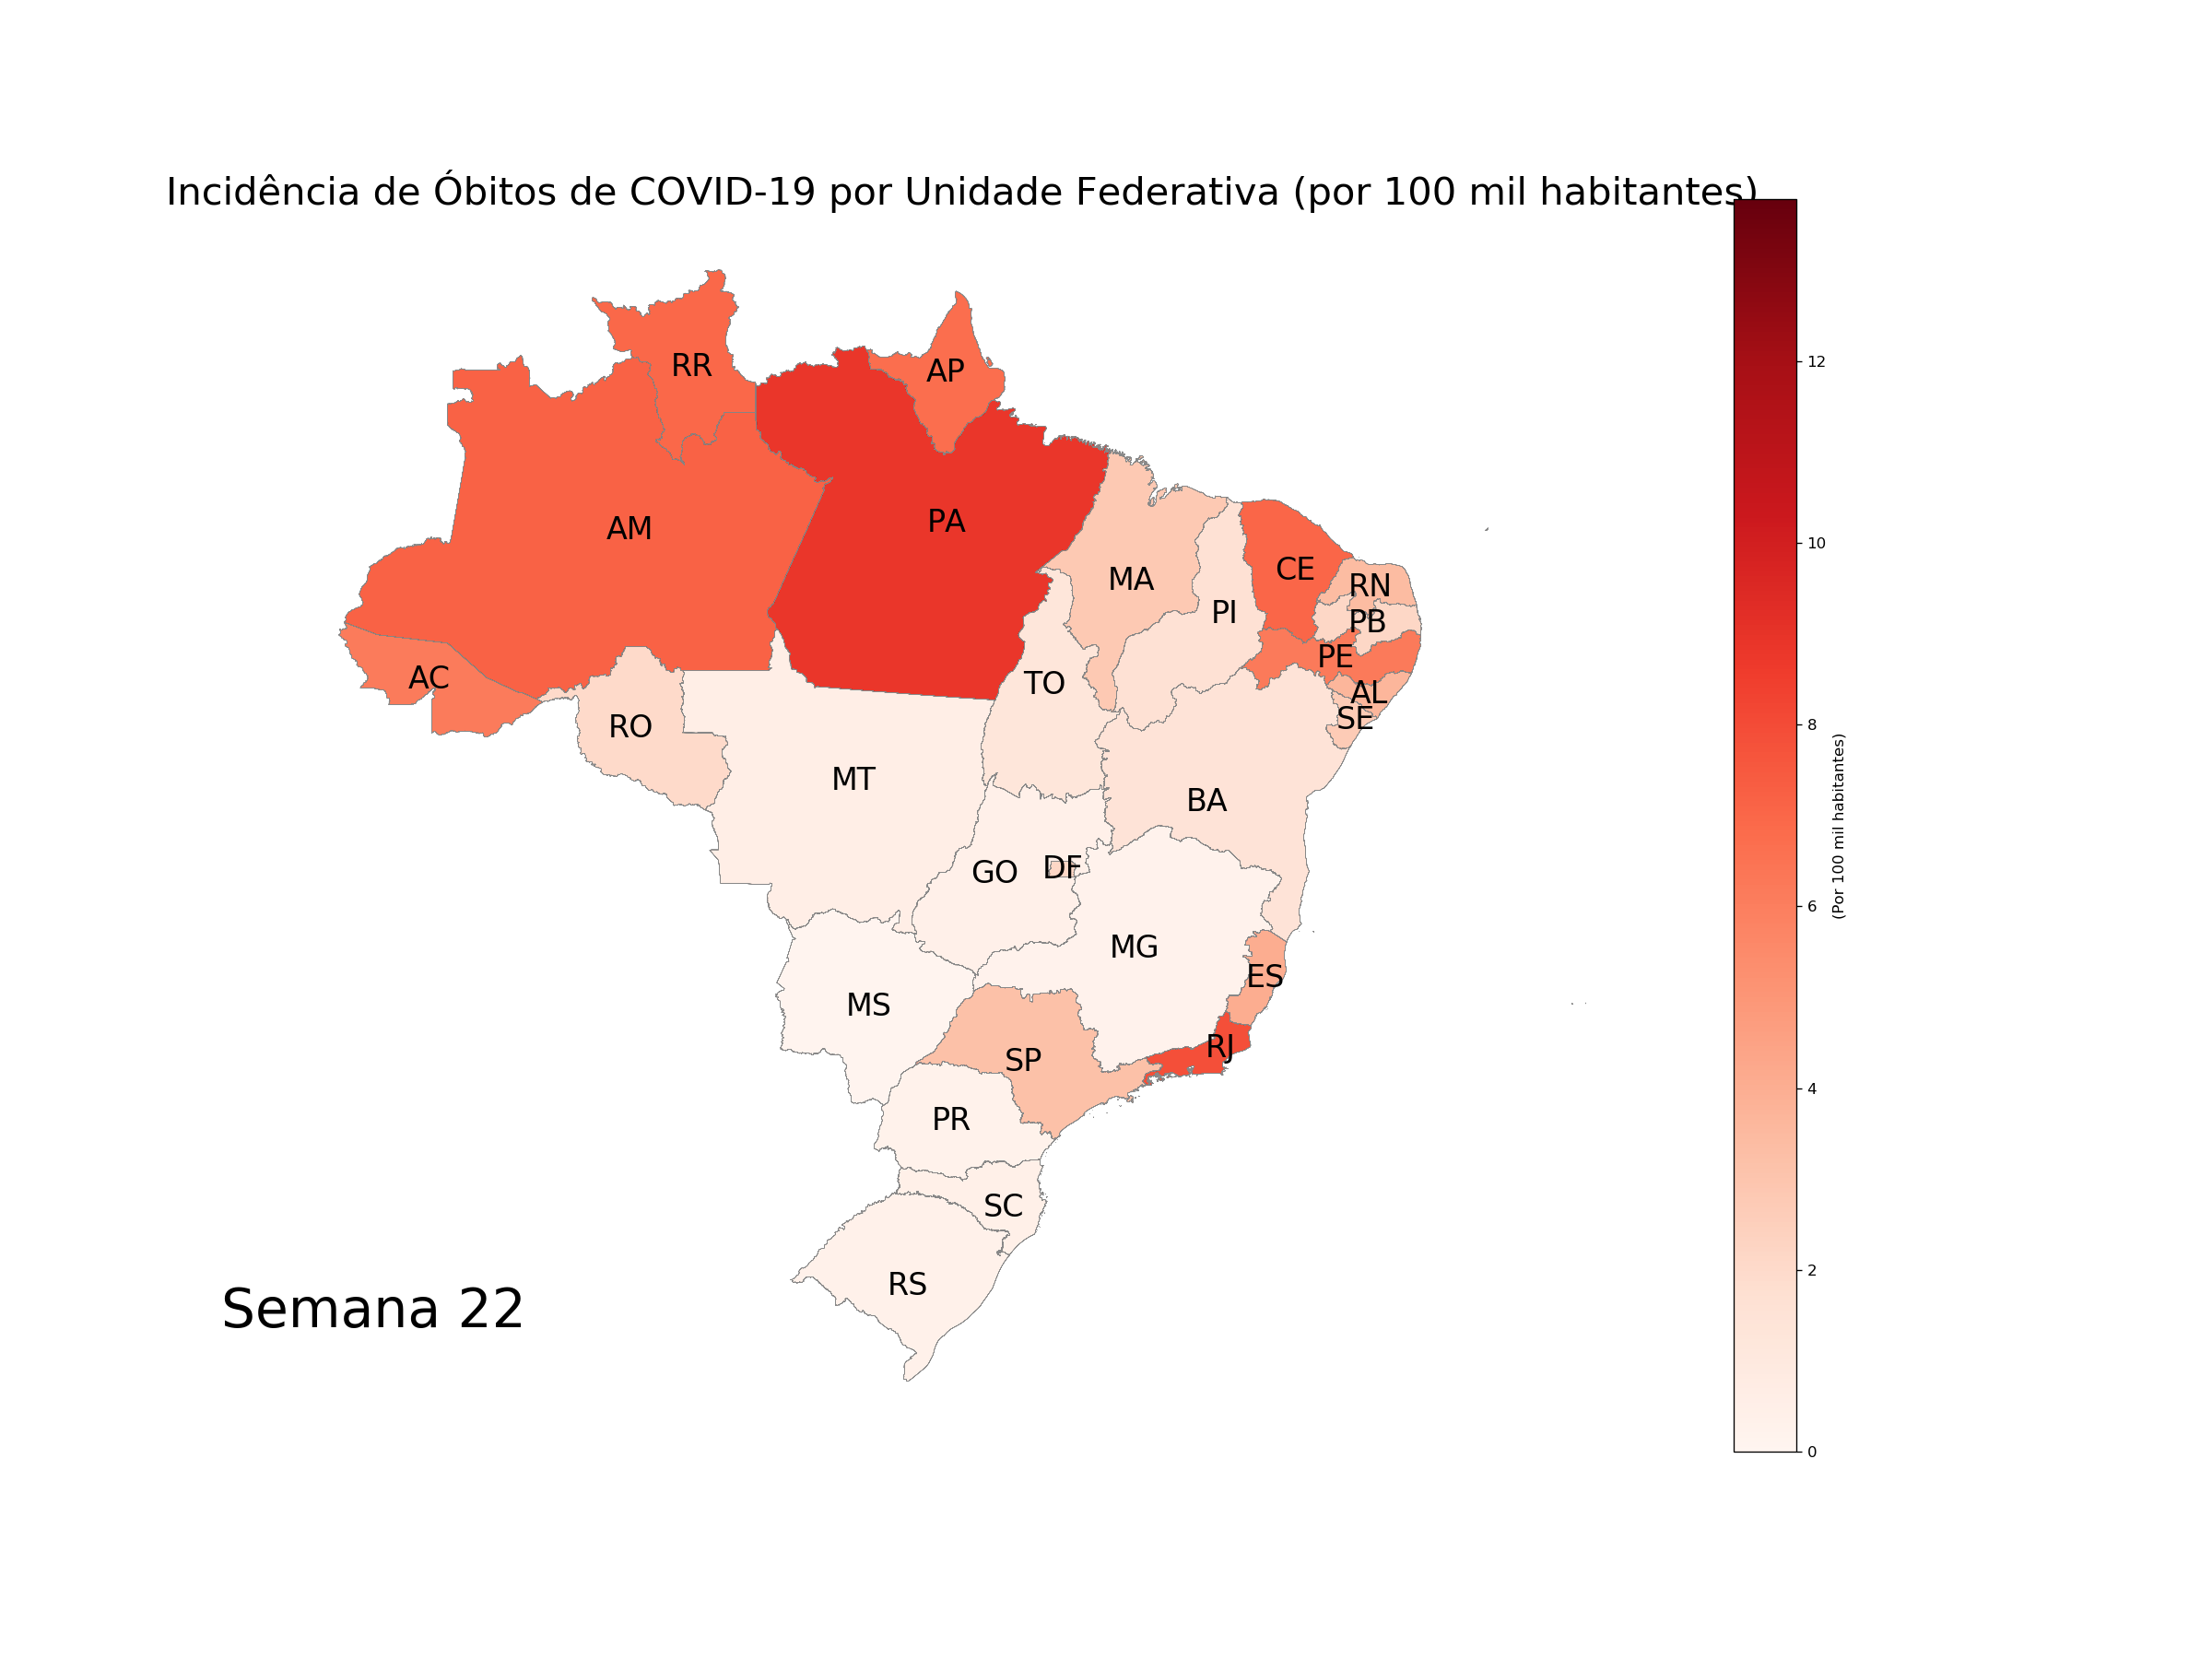 Incidência de Óbitos de COVID-19 por Unidade Federativa (por 100 mil habitantes)
RR
AP
AM
PA
MA
CE
RN
PI
PB
PE
AC
TO
AL
SE
RO
MT
BA
GO
DF
MG
ES
MS
RJ
SP
PR
SC
RS
Semana 22
12
10
8
6
4
2
0
(Por 100 mil habitantes)